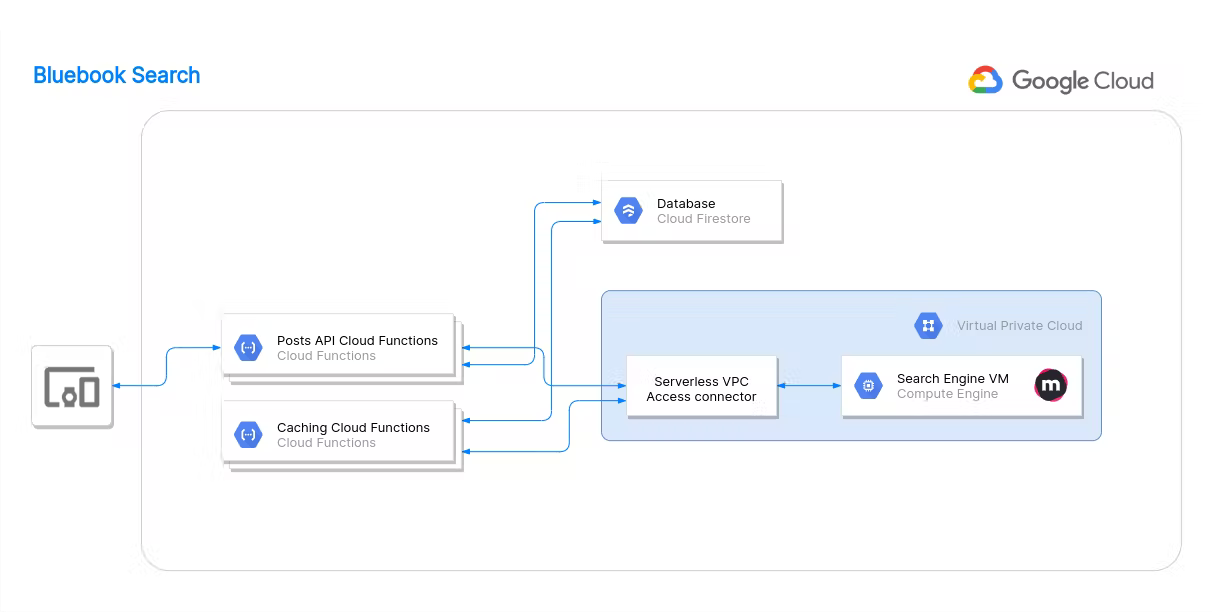 Bluebook Search
Google Cloud
Database
Cloud Firestore
Virtual Private Cloud
Posts API Cloud Functions
Cloud Functions
Serverless VPC
Access connector
Search Engine VM
Compute Engine
m
Caching Cloud Functions
Cloud Functions